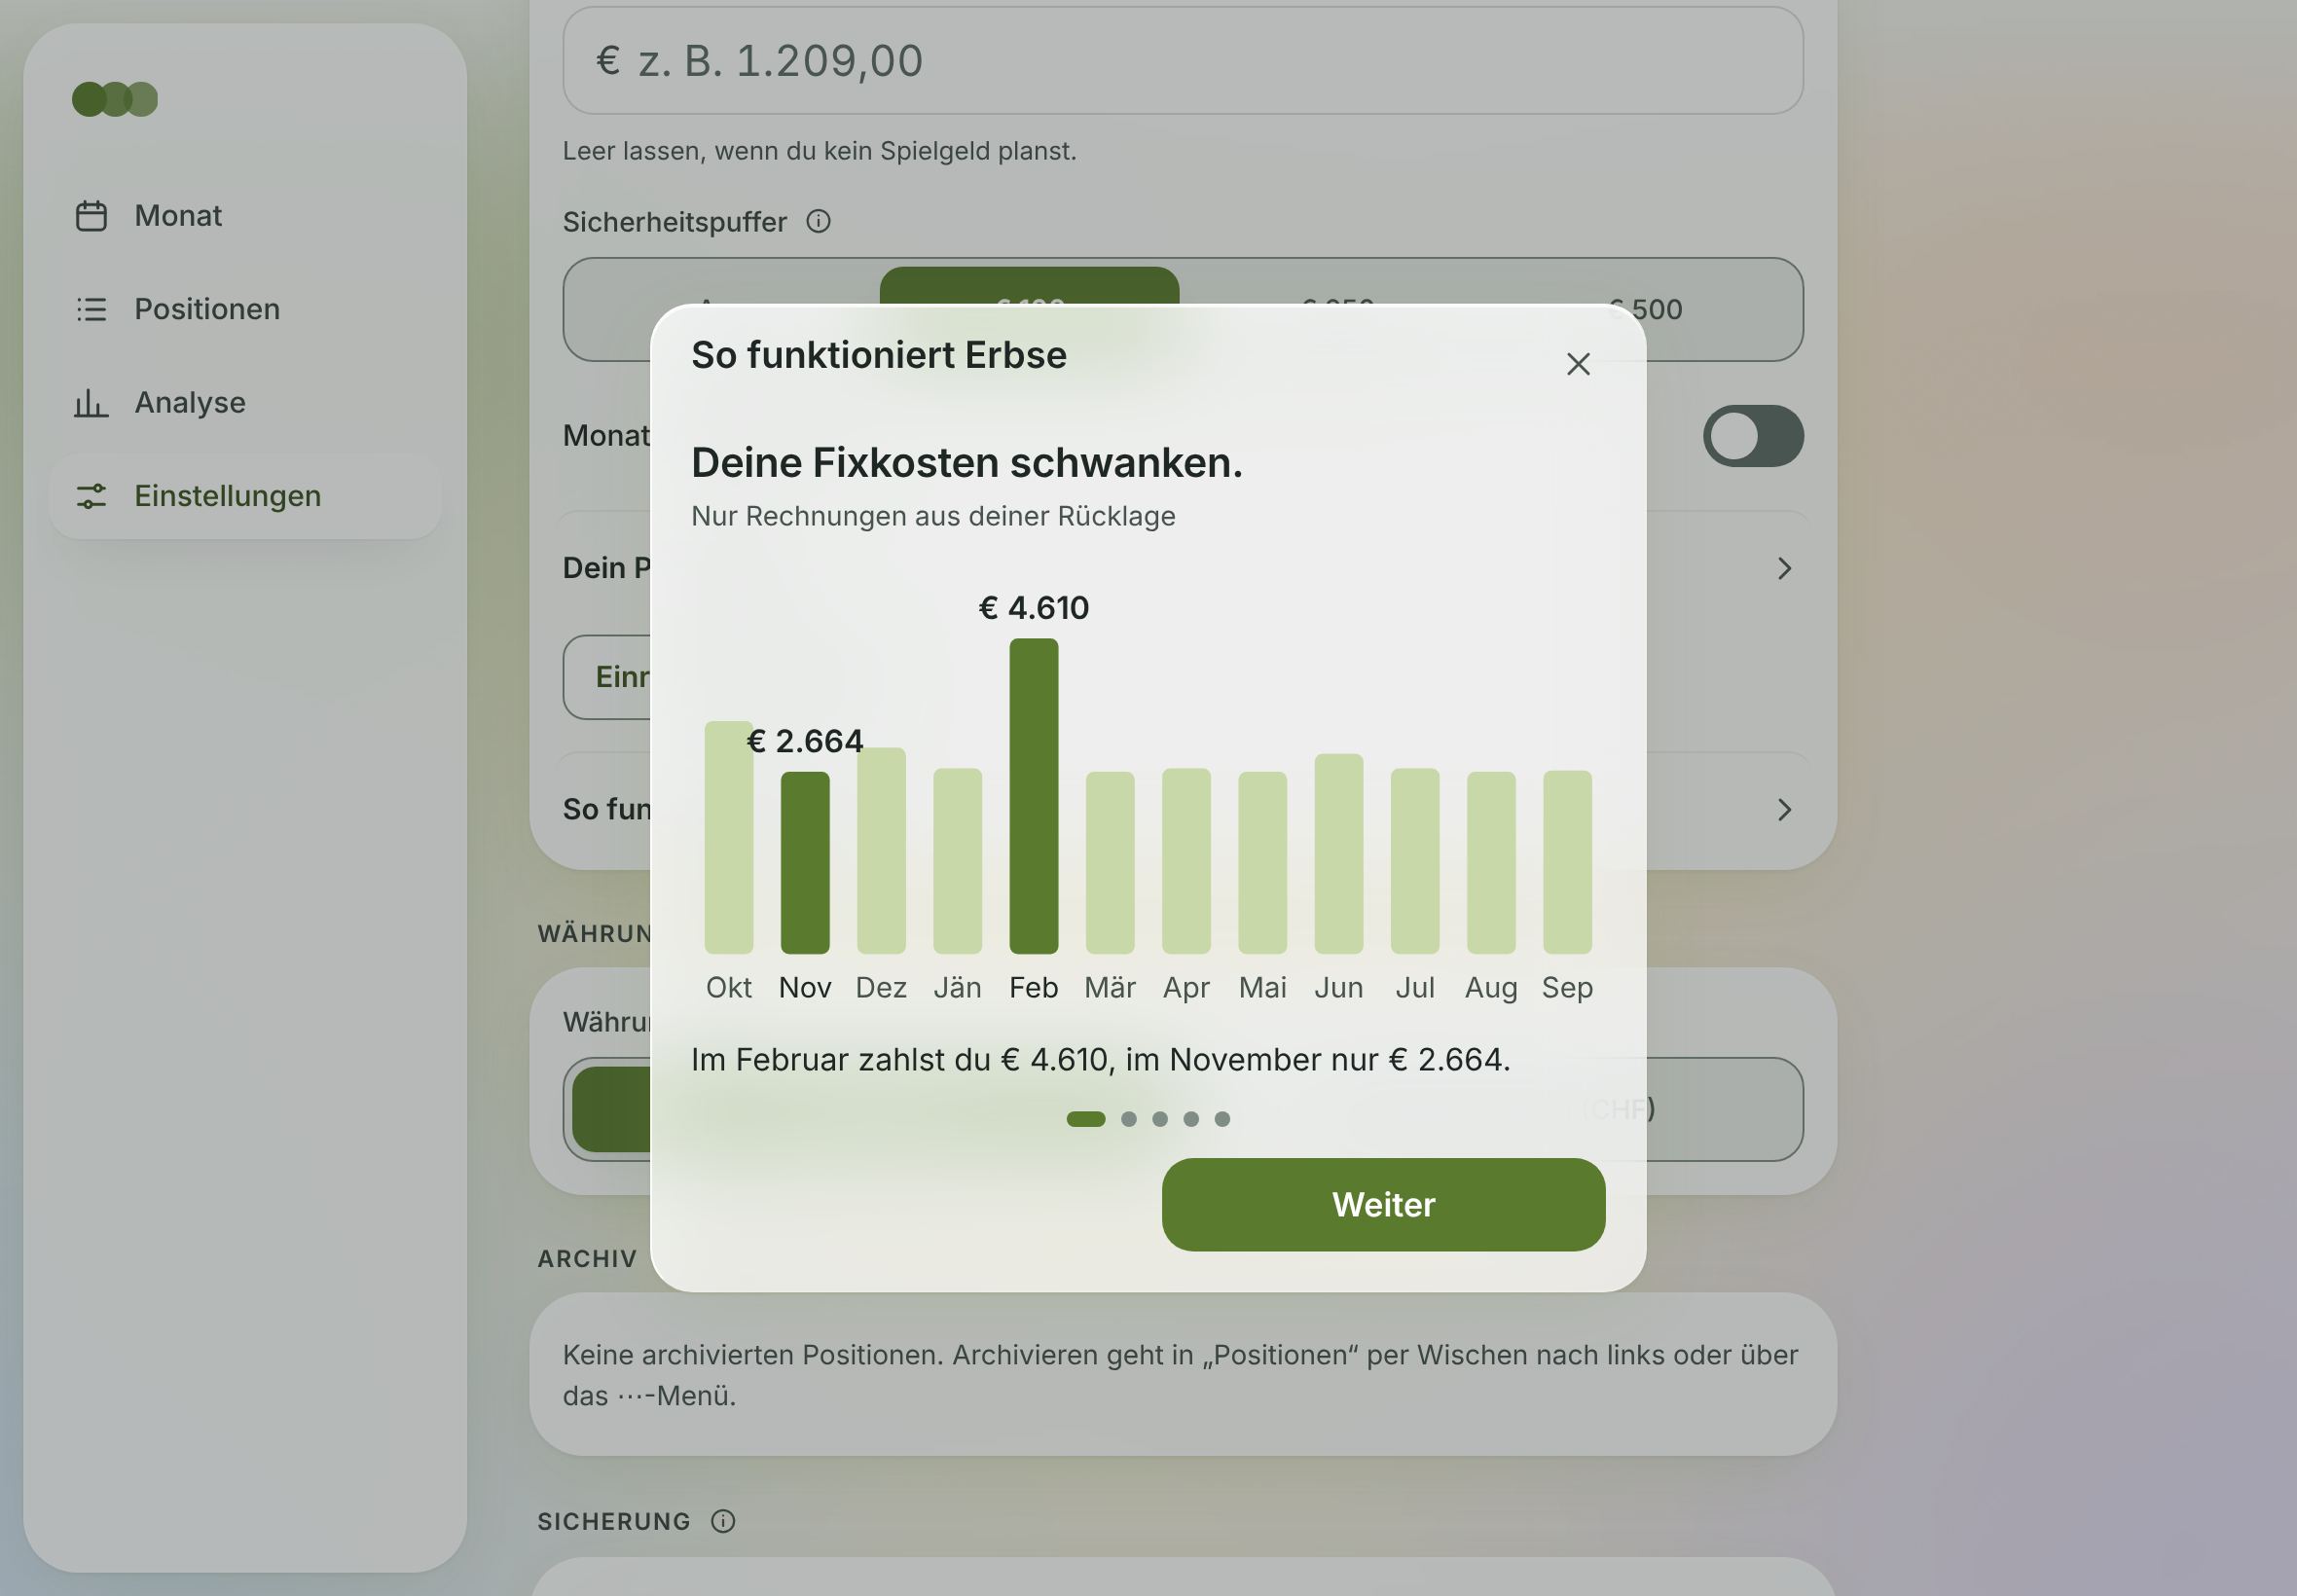 € z. B. 1.209,00
Leer lassen, wenn du kein Spielgeld planst.
Monat
Sicherheitspuffer
Positionen
500
So funktioniert Erbse
Analyse
Monat
Deine Fixkosten schwanken.
Einstellungen
Nur Rechnungen aus deiner Rücklage
Dein P
€ 4.610
Einr
€ 2.664
So fun
WÄHRUN
Okt Nov Dez Jän Feb Mär Apr Mai Jun Jul Aug Sep
Währu
Im Februar zahlst du € 4.610, im November nur € 2.664.
CHF)
Weiter
ARCHIV
Keine archivierten Positionen. Archivieren geht in „Positionen“ per Wischen nach links oder über
das ···-Menü.
SICHERUNG